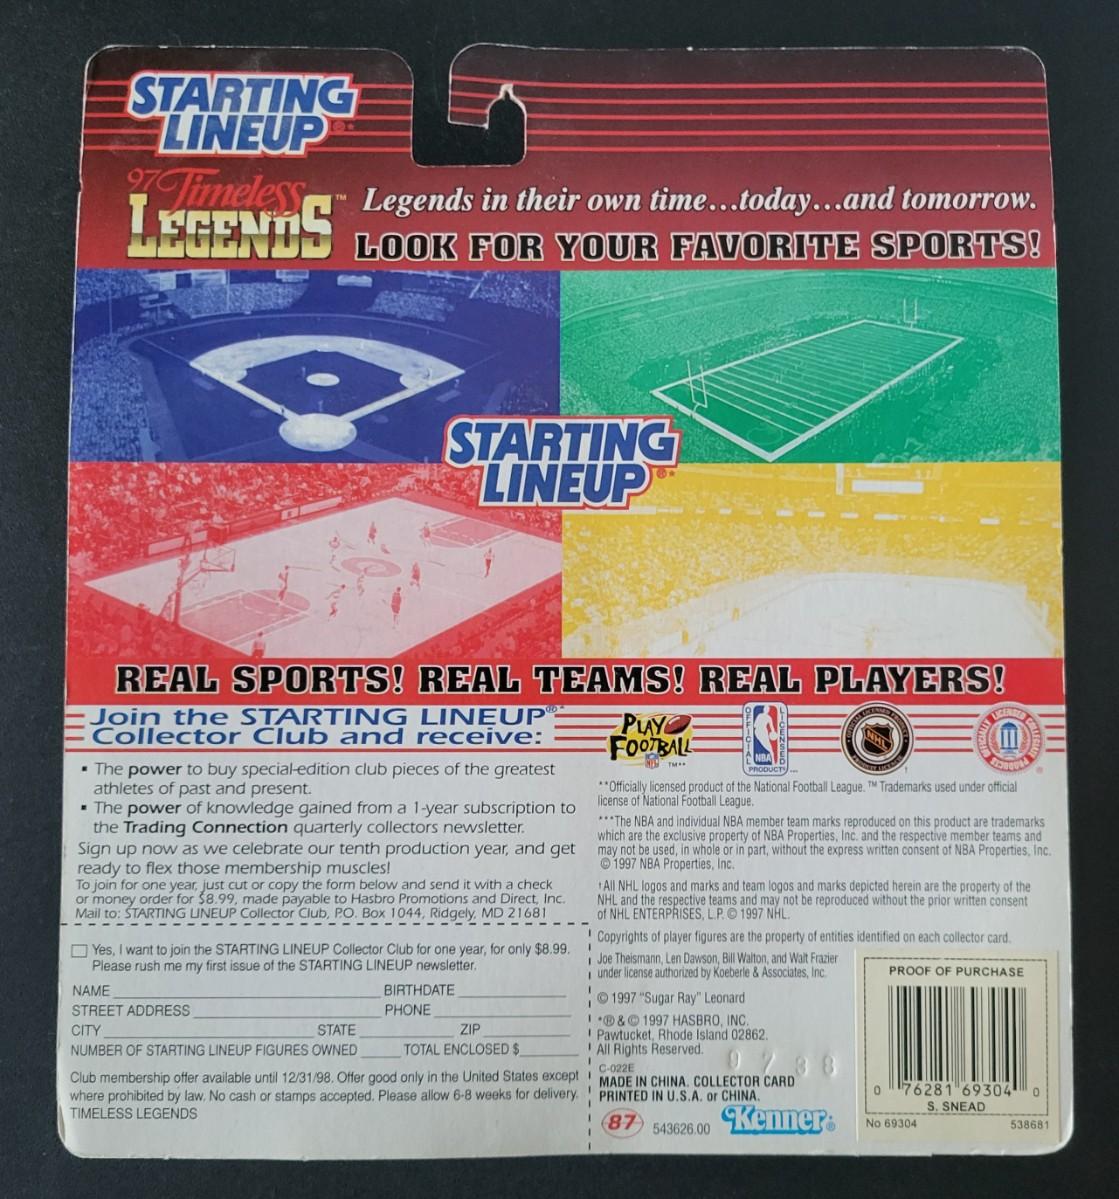 STARTING
LINEUP®*
97 Timeless
LEGENDS™
Legends in their own time...today...and tomorrow.
LOOK FOR YOUR FAVORITE SPORTS!
STARTING
LINEUP®*
REAL SPORTS! REAL TEAMS! REAL PLAYERS!
Join the STARTING LINEUP®*
Collector Club and receive:
▪ The power to buy special-edition club pieces of the greatest
athletes of past and present.
▪ The power of knowledge gained from a 1-year subscription to
the Trading Connection quarterly collectors newsletter.
Sign up now as we celebrate our tenth production year, and get
ready to flex those membership muscles!
To join for one year, just cut or copy the form below and send it with a check
or money order for $8.99, made payable to Hasbro Promotions and Direct, Inc.
Mail to: STARTING LINEUP Collector Club, P.O. Box 1044, Ridgely, MD 21681
Yes, I want to join the STARTING LINEUP Collector Club for one year, for only $8.99.
Please rush me my first issue of the STARTING LINEUP newsletter.
NAME BIRTHDATE
STREET ADDRESS PHONE
CITY STATE ZIP
NUMBER OF STARTING LINEUP FIGURES OWNED TOTAL ENCLOSED $
Club membership offer available until 12/31/98. Offer good only in the United States except
where prohibited by law. No cash or stamps accepted. Please allow 6-8 weeks for delivery.
TIMELESS LEGENDS
PLAY
FOOTBALL
NFL
TM**
OFFICIAL
LICENSED
NBA
PRODUCT***
NHL
†
OFFICIALLY LICENSED COLLEGIATE
PRODUCTS
®
**Officially licensed product of the National Football League. ™ Trademarks used under official
license of National Football League.
***The NBA and individual NBA member team marks reproduced on this product are trademarks
which are the exclusive property of NBA Properties, Inc. and the respective member teams and
may not be used, in whole or in part, without the express written consent of NBA Properties, Inc.
© 1997 NBA Properties, Inc.
†All NHL logos and marks and team logos and marks depicted herein are the property of the
NHL and the respective teams and may not be reproduced without the prior written consent
of NHL ENTERPRISES, L.P. © 1997 NHL.
Copyrights of player figures are the property of entities identified on each collector card.
Joe Theismann, Len Dawson, Bill Walton, and Walt Frazier
under license authorized by Koeberle & Associates, Inc.
© 1997 "Sugar Ray" Leonard
*® & © 1997 HASBRO, INC.
Pawtucket, Rhode Island 02862.
All Rights Reserved.
C-022E
MADE IN CHINA. COLLECTOR CARD
PRINTED IN U.S.A. or CHINA.
87 543626.00 Kenner®
PROOF OF PURCHASE
0 76281 69304 0
S. SNEAD
No 69304 538681